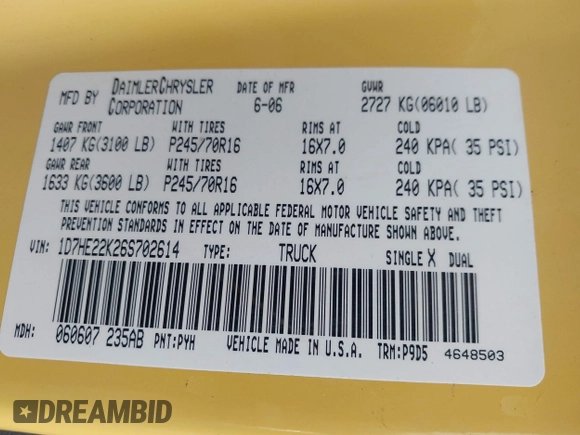 MFD BY DAIMLERCHRYSLER CORPORATION DATE OF MFR 6-06 GVWR 2727 KG(06010 LB)
GAWR FRONT WITH TIRES RIMS AT COLD
1407 KG(3100 LB) P245/70R16 16X7.0 240 KPA( 35 PSI)
GAWR REAR WITH TIRES RIMS AT COLD
1633 KG(3600 LB) P245/70R16 16X7.0 240 KPA( 35 PSI)
THIS VEHICLE CONFORMS TO ALL APPLICABLE FEDERAL MOTOR VEHICLE SAFETY AND THEFT
PREVENTION STANDARDS IN EFFECT ON THE DATE OF MANUFACTURE SHOWN ABOVE.
VIN: 1D7HE22K26S702614 TYPE: TRUCK SINGLE X DUAL
MDH: 060607 235AB PNT:PYH VEHICLE MADE IN U.S.A. TRM:P9D5 4648503
DREAMBID